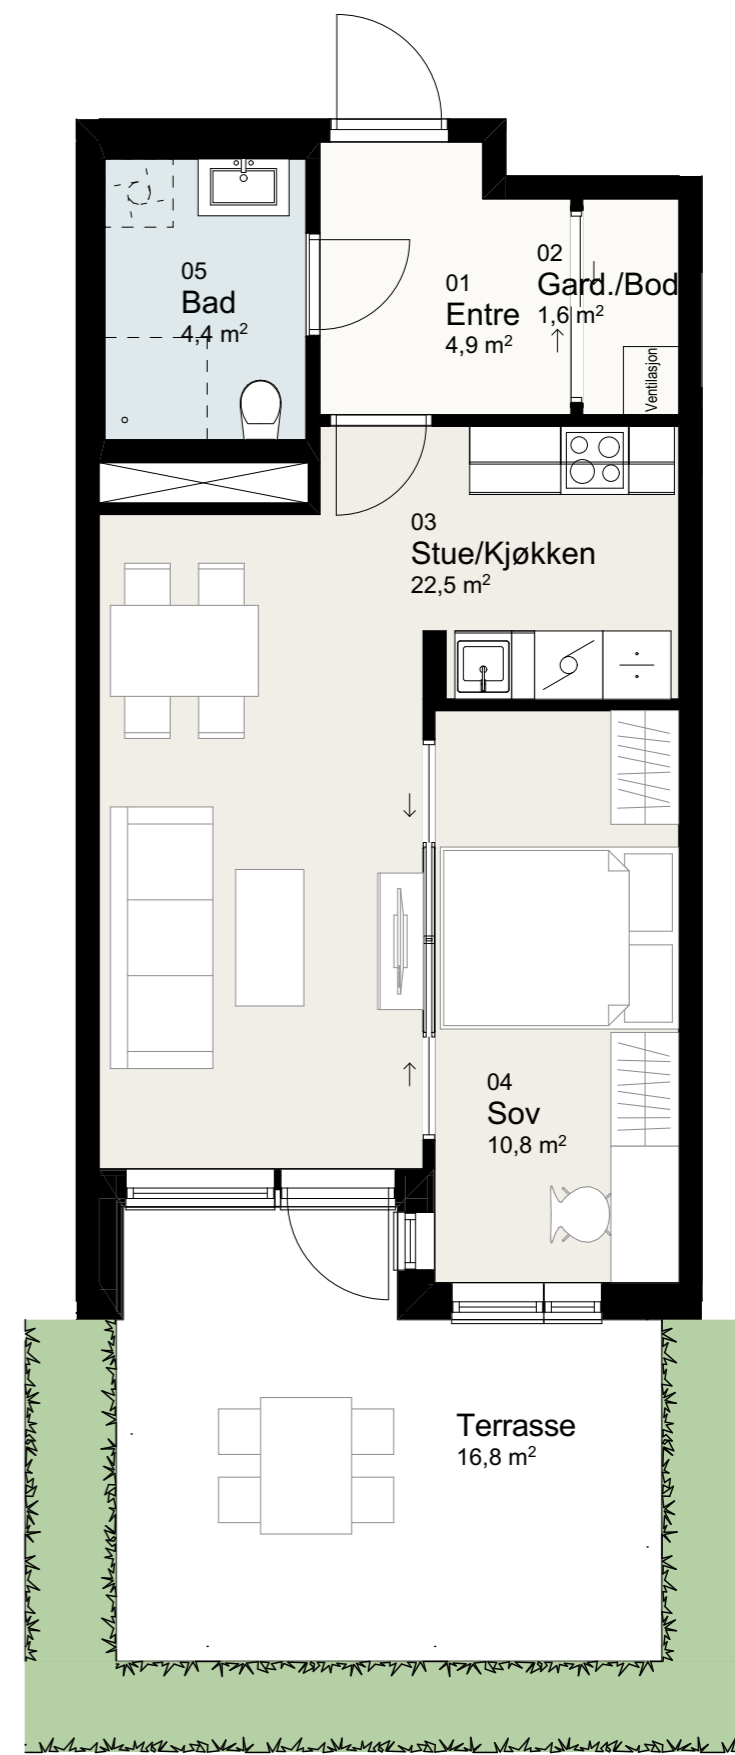 05
Bad
4,4 m²
01
Entre
4,9 m²
02
Gard./Bod
1,6 m²
Ventilasjon
03
Stue/Kjøkken
22,5 m²
04
Sov
10,8 m²
Terrasse
16,8 m²